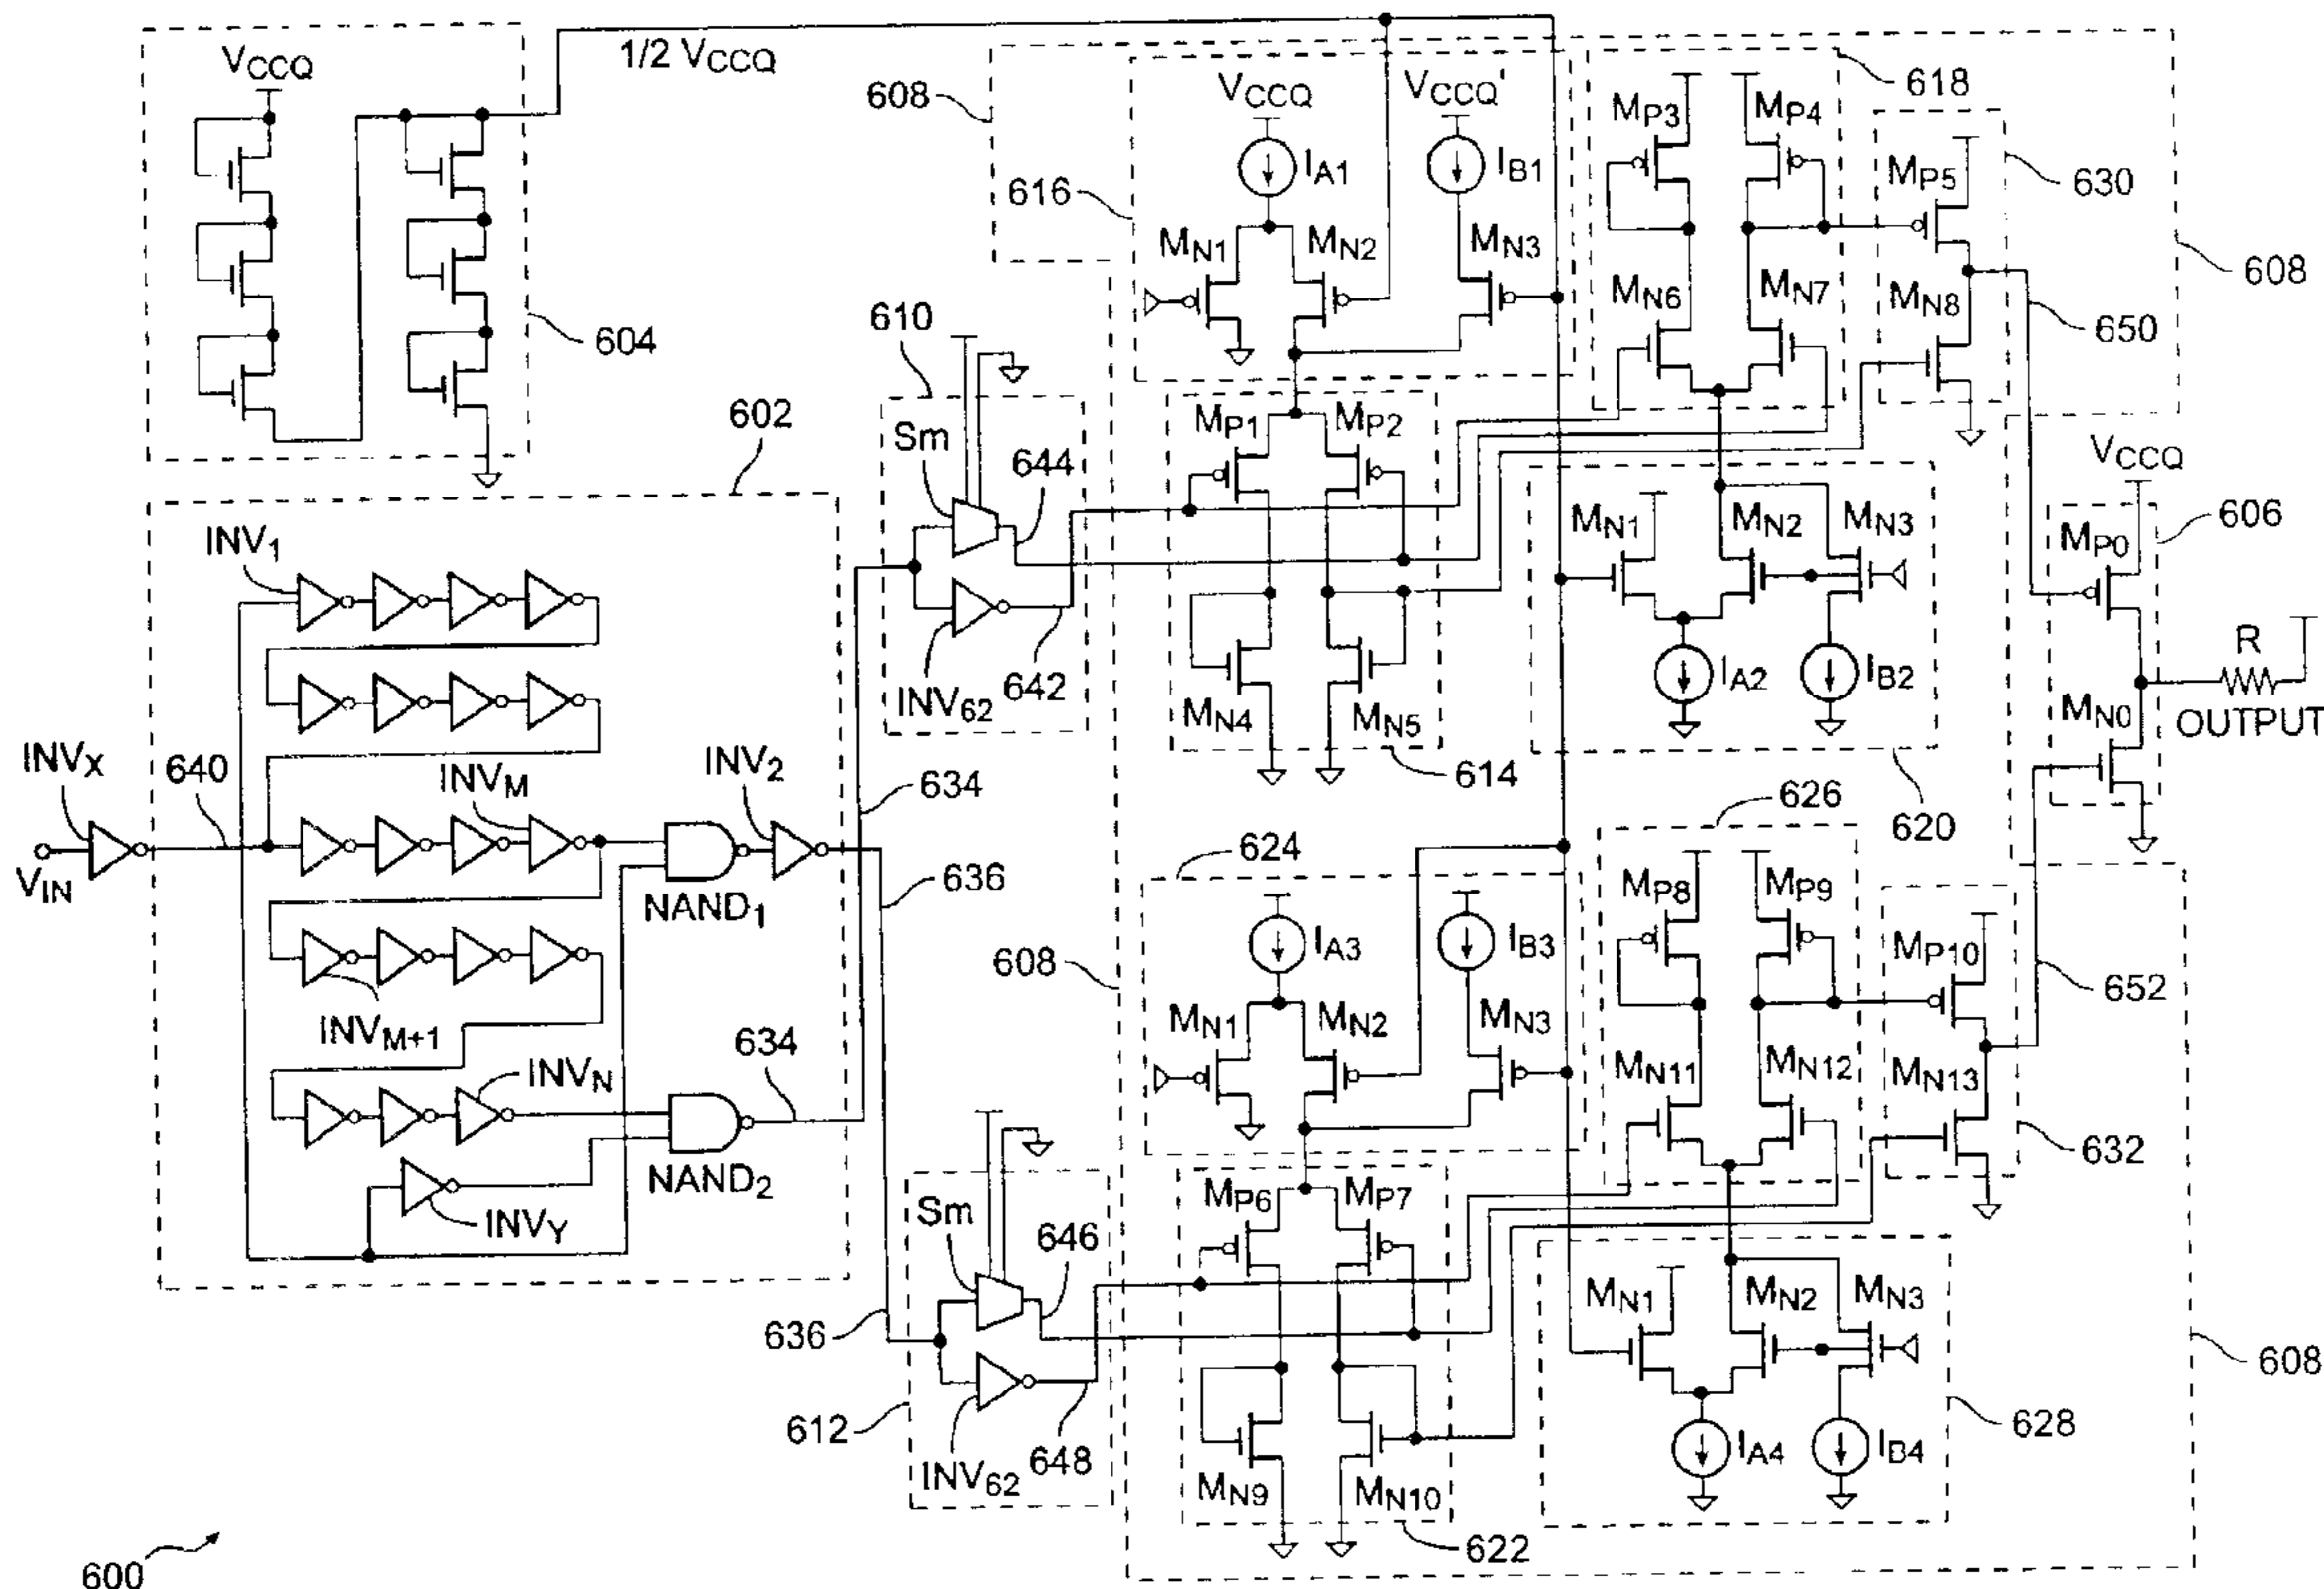 VCCQ
1/2 VCCQ
604
608
VCCQ
VCCQ'
IA1
IB1
616
MN1
MN2
MN3
618
MP3
MP4
MN6
MN7
MP5
630
MN8
608
650
602
610
Sm
644
INV62
642
MP1
MP2
MN4
MN5
614
MN1
MN2
MN3
IA2
IB2
620
VCCQ
606
MP0
MN0
R
OUTPUT
INV1
INVX
640
VIN
INVM
INV2
634
NAND1
636
INVM+1
INVN
634
NAND2
INVY
624
IA3
IB3
608
MN1
MN2
MN3
626
MP8
MP9
MN11
MN12
MP10
652
MN13
632
Sm
646
636
612
INV62
648
MP6
MP7
MN9
MN10
622
MN1
MN2
MN3
IA4
IB4
628
608
600